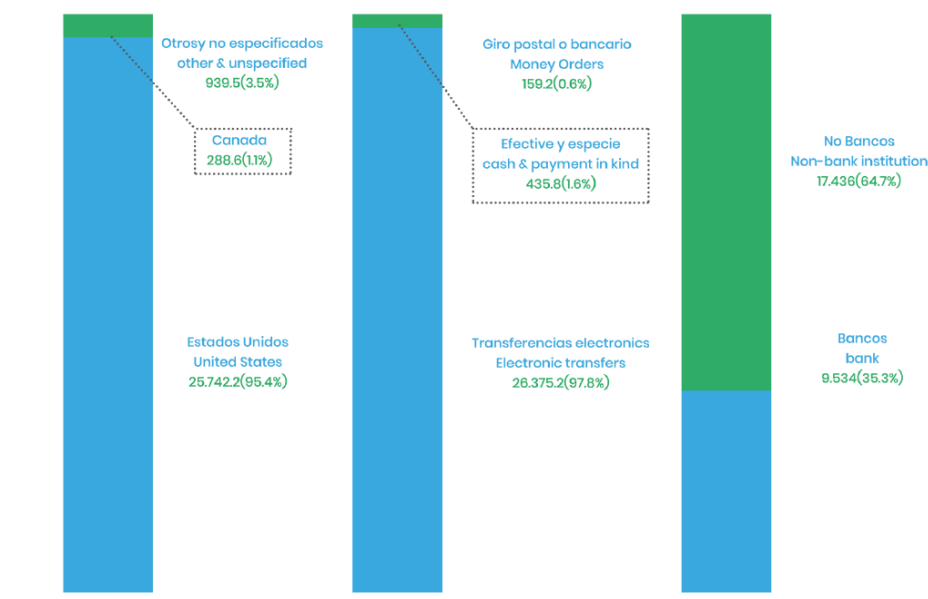 Otrosy no especificados
other & unspecified
939.5(3.5%)
Canada
288.6(1.1%)
Estados Unidos
United States
25.742.2(95.4%)
Giro postal o bancario
Money Orders
159.2(0.6%)
Efective y especie
cash & payment in kind
435.8(1.6%)
Transferencias electronics
Electronic transfers
26.375.2(97.8%)
No Bancos
Non-bank institution
17.436(64.7%)
Bancos
bank
9.534(35.3%)